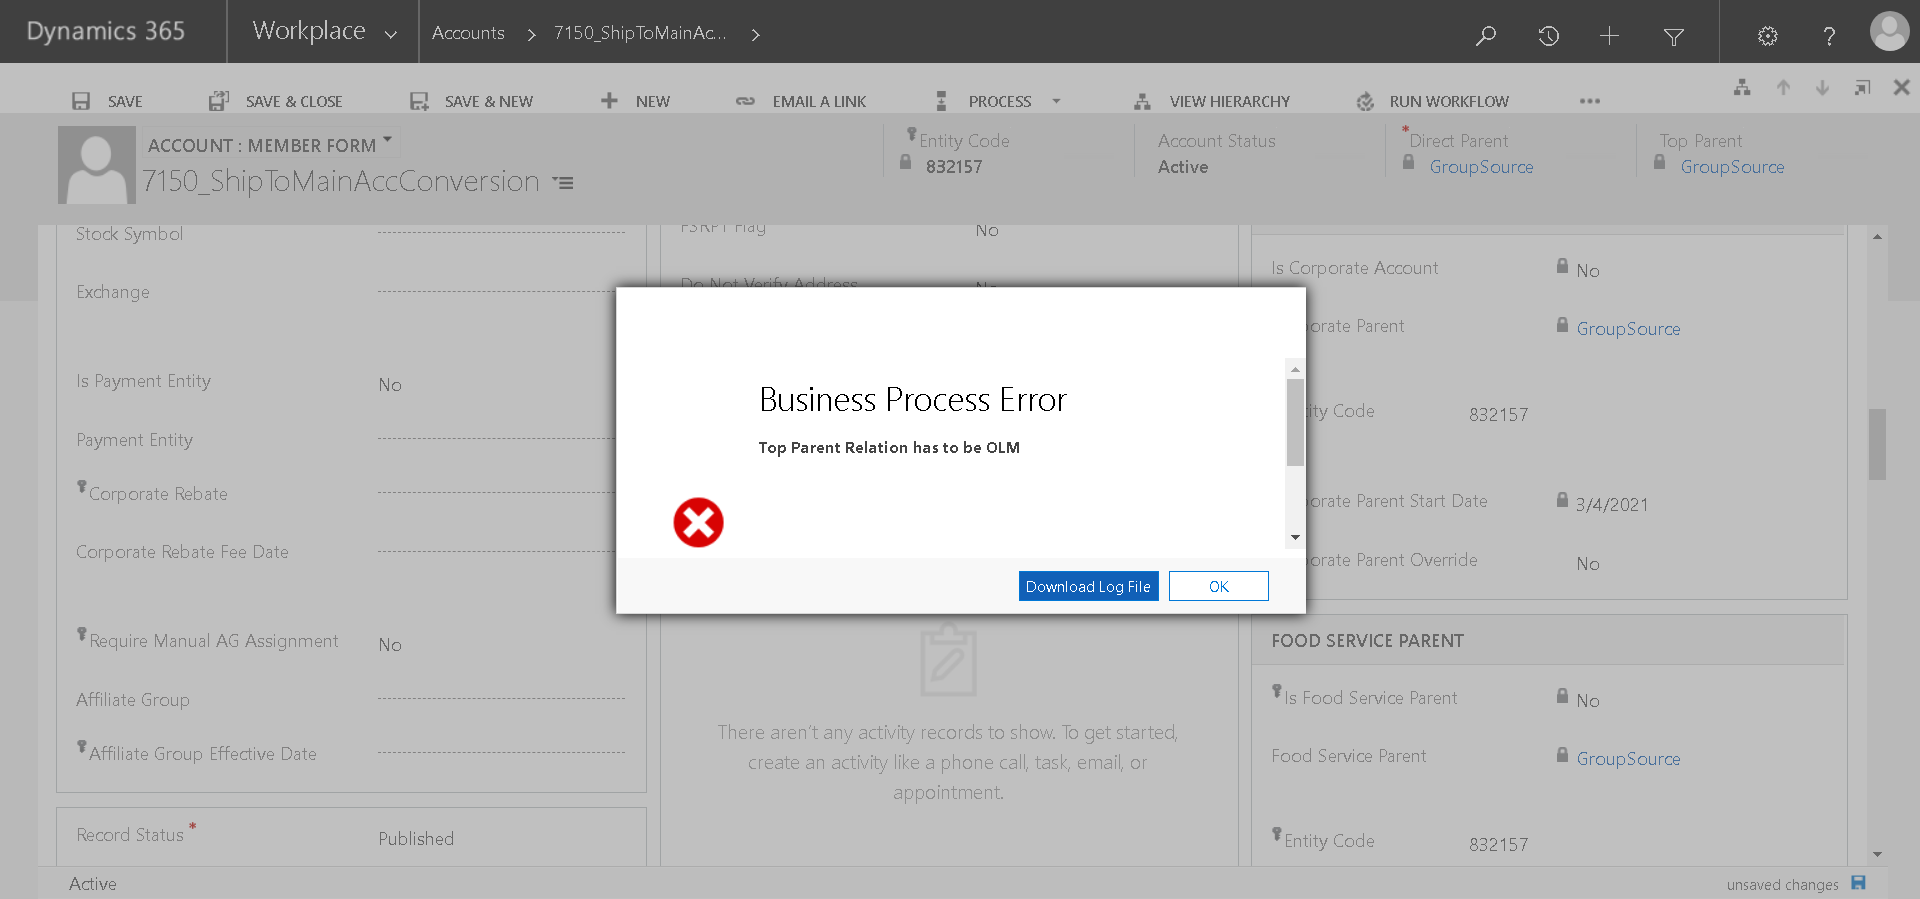 Dynamics 365
Workplace
Accounts
7150_ShipToMainAc...
SAVE
SAVE & CLOSE
SAVE & NEW
NEW
EMAIL A LINK
PROCESS
VIEW HIERARCHY
RUN WORKFLOW
ACCOUNT : MEMBER FORM
7150_ShipToMainAccConversion
Entity Code
832157
Account Status
Active
*Direct Parent
GroupSource
Top Parent
GroupSource
Stock Symbol
Exchange
Is Payment Entity
No
Payment Entity
Corporate Rebate
Corporate Rebate Fee Date
Require Manual AG Assignment
No
Affiliate Group
Affiliate Group Effective Date
Record Status *
Published
FSRPT Flag
No
Do Not Verify Address
No
Business Process Error
Top Parent Relation has to be OLM
Download Log File
OK
There aren't any activity records to show. To get started,
create an activity like a phone call, task, email, or
appointment.
Is Corporate Account
No
orate Parent
GroupSource
ity Code
832157
orate Parent Start Date
3/4/2021
orate Parent Override
No
FOOD SERVICE PARENT
Is Food Service Parent
No
Food Service Parent
GroupSource
Entity Code
832157
Active
unsaved changes